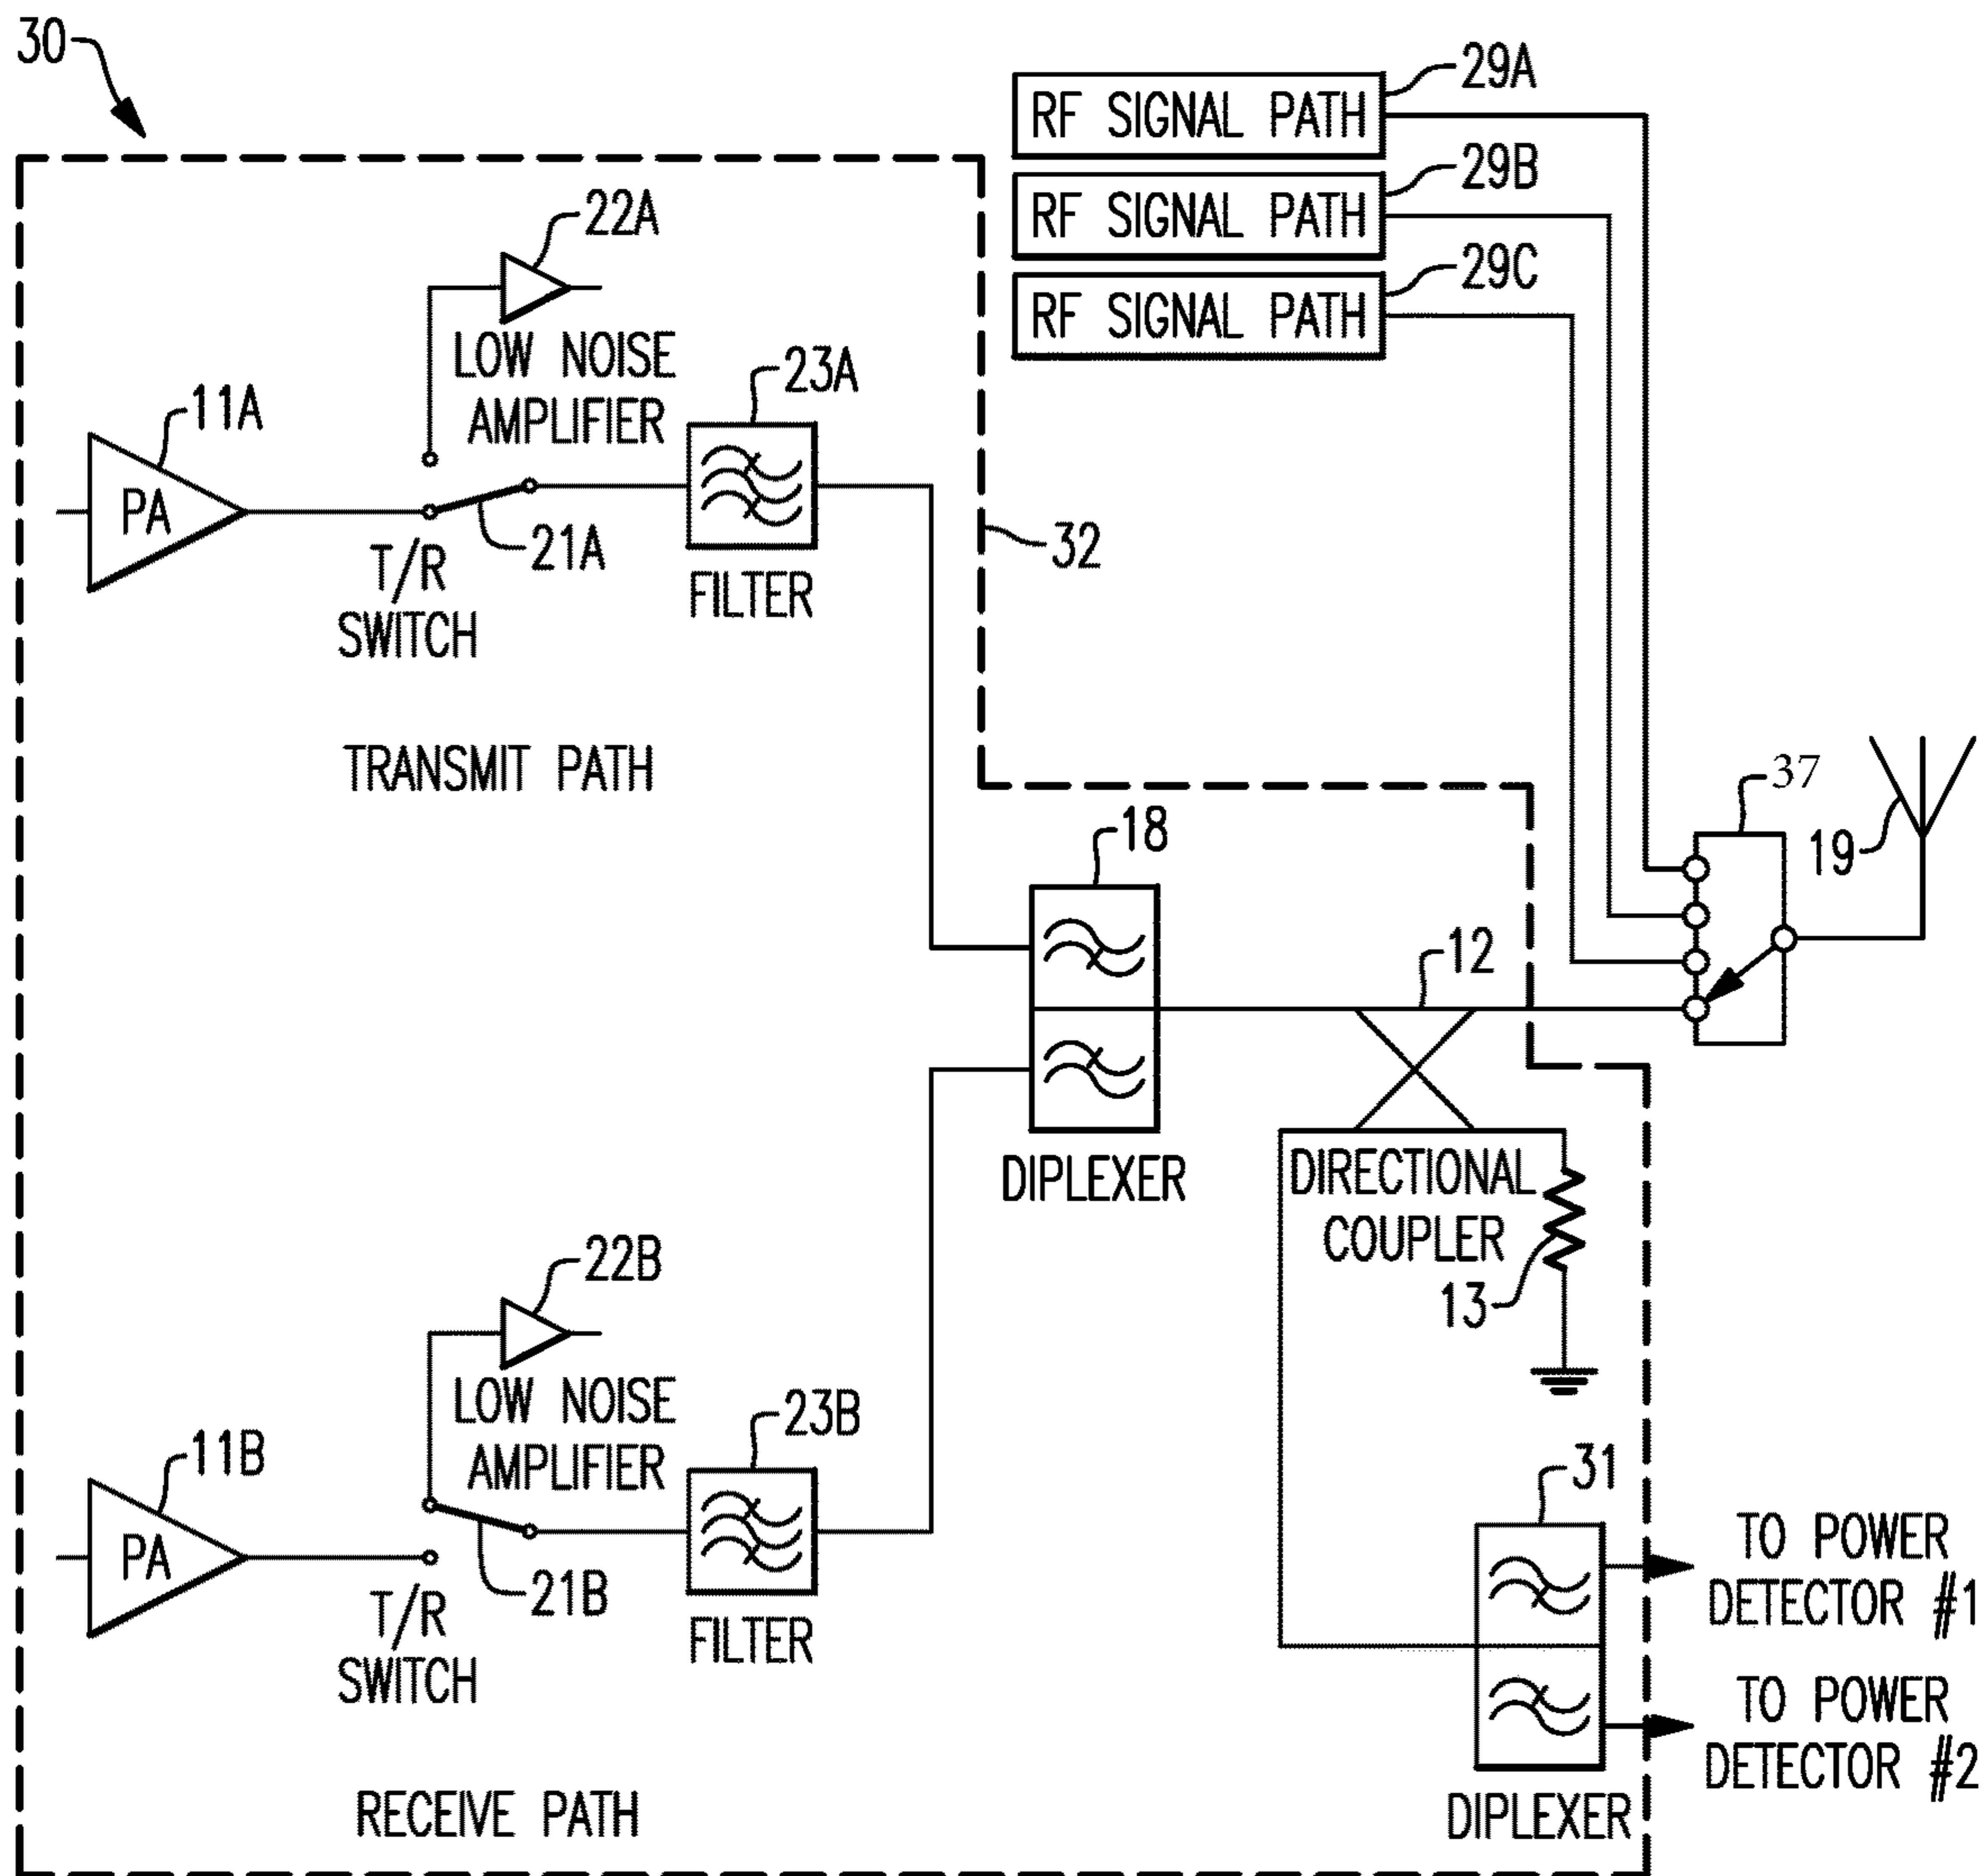 30
29A
RF SIGNAL PATH
29B
RF SIGNAL PATH
29C
RF SIGNAL PATH
22A
LOW NOISE
AMPLIFIER
23A
11A
PA
21A
T/R
SWITCH
FILTER
32
TRANSMIT PATH
37
19
18
12
DIPLEXER
DIRECTIONAL
COUPLER
13
22B
LOW NOISE
AMPLIFIER
23B
11B
PA
21B
T/R
SWITCH
FILTER
31
TO POWER
DETECTOR #1
TO POWER
DETECTOR #2
DIPLEXER
RECEIVE PATH